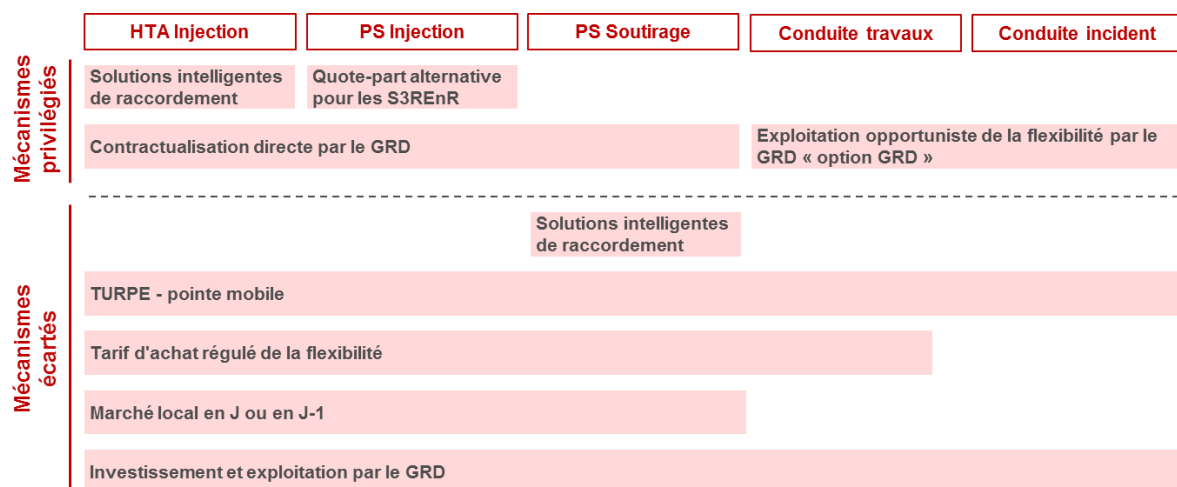 HTA Injection
PS Injection
PS Soutirage
Conduite travaux
Conduite incident
Mécanismes
privilégiés
Solutions intelligentes
de raccordement
Quote-part alternative
pour les S3REnR
Contractualisation directe par le GRD
Exploitation opportuniste de la flexibilité par le
GRD « option GRD »
Mécanismes
écartés
Solutions intelligentes
de raccordement
TURPE - pointe mobile
Tarif d'achat régulé de la flexibilité
Marché local en J ou en J-1
Investissement et exploitation par le GRD